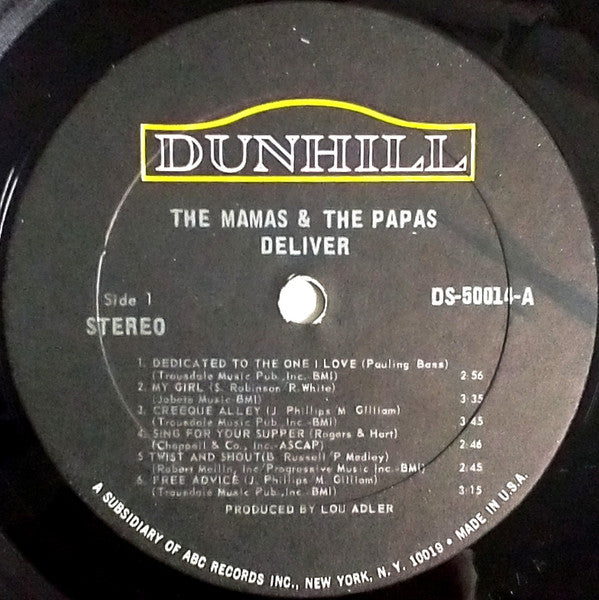 DUNHILL
THE MAMAS & THE PAPAS
DELIVER
Side 1
DS-50014-A
STEREO
1. DEDICATED TO THE ONE I LOVE (Pauling Bass)
(Trousdale Music Pub., Inc. BMI) 2:56
2. MY GIRL (S. Robinson R. White)
(Jobete Music-BMI) 3:35
3. CREEQUE ALLEY (J. Phillips M. Gilliam)
(Trousdale Music Pub., Inc.-BMI) 3:45
4. SING FOR YOUR SUPPER (Rogers & Hart)
(Chappell & Co., Inc.-ASCAP) 2:46
5 TWIST AND SHOUT (B. Russell P. Medley)
(Robert Mellin, Inc/Progressive Music Inc.-BMI) 2:45
6. FREE ADVICE (J. Phillips M. Gilliam)
(Trousdale Music Pub., Inc.-BMI) 3:15
PRODUCED BY LOU ADLER
A SUBSIDIARY OF ABC RECORDS INC., NEW YORK, N. Y. 10019 • MADE IN U.S.A.